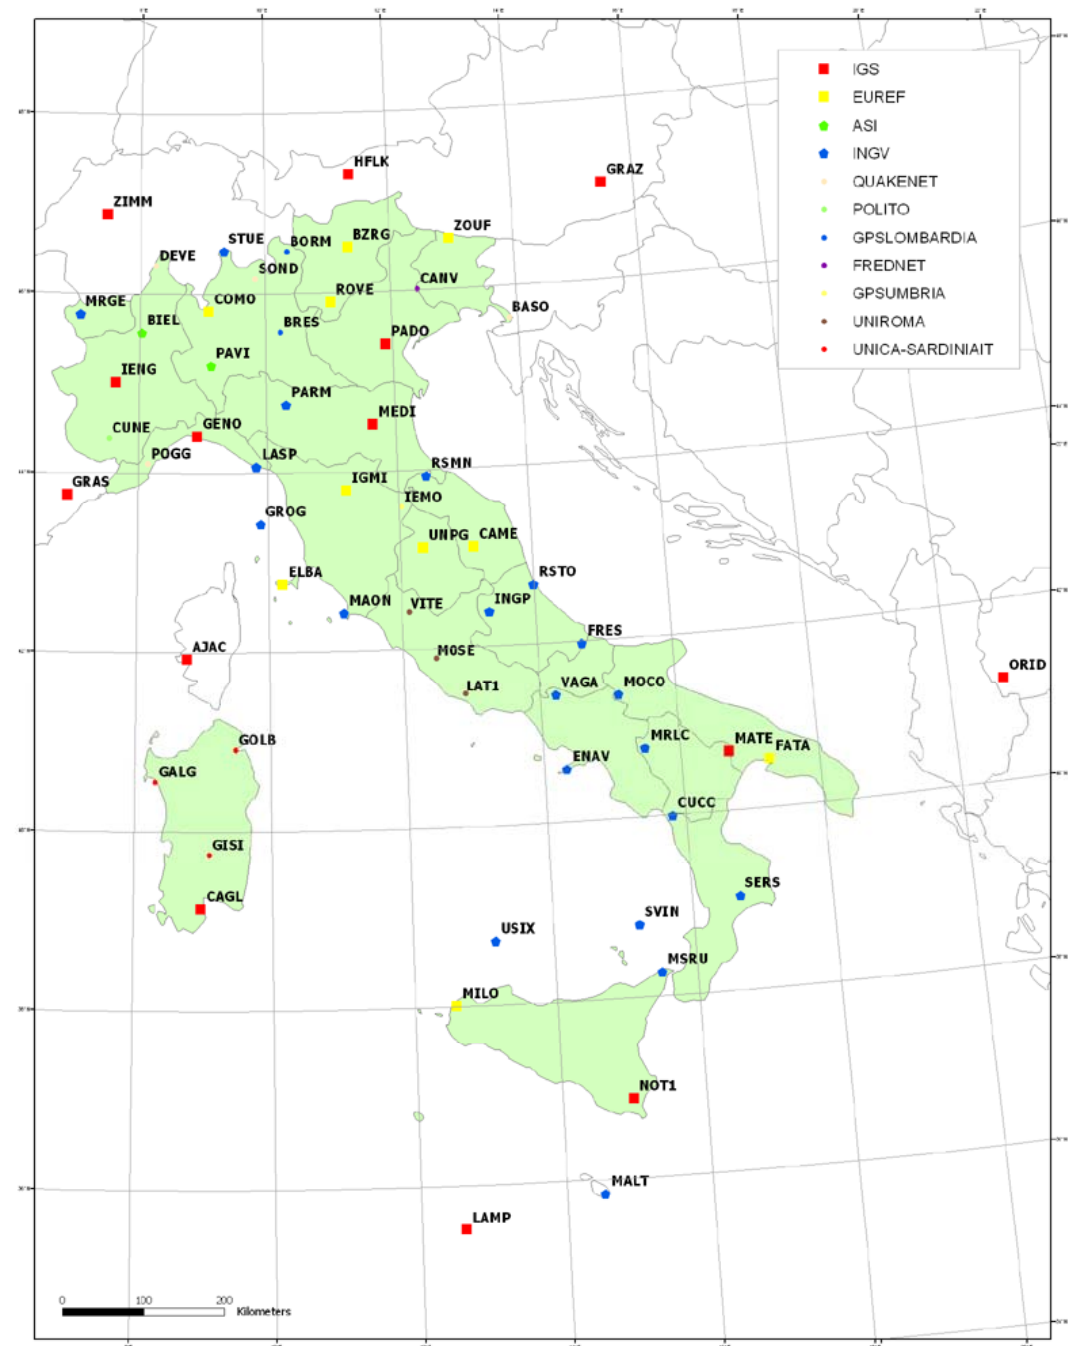 IGS
EUREF
ASI
INGV
QUAKENET
POLITO
GPSLOMBARDIA
FREDNET
GPSUMBRIA
UNIROMA
UNICA-SARDINIAIT
HFLK
GRAZ
ZIMM
ZOUF
STUE
BORM
BZRG
DEVE
SOND
CANV
MRGE
COMO
ROVE
BASO
BIEL
BRES
PADO
PAVI
IENG
PARM
MEDI
CUNE
GENO
POGG
LASP
RSMN
GRAS
IGMI
IEMO
GROG
UNPG
CAME
ELBA
RSTO
MAON
VITE
INGP
FRES
AJAC
MOSE
ORID
LAT1
VAGA
MOCO
GOLB
MRLC
MATE
FATA
GALG
ENAV
CUCC
GISI
SERS
CAGL
SVIN
USIX
MSRU
MILO
NOT1
MALT
LAMP
0 100 200
Kilometers